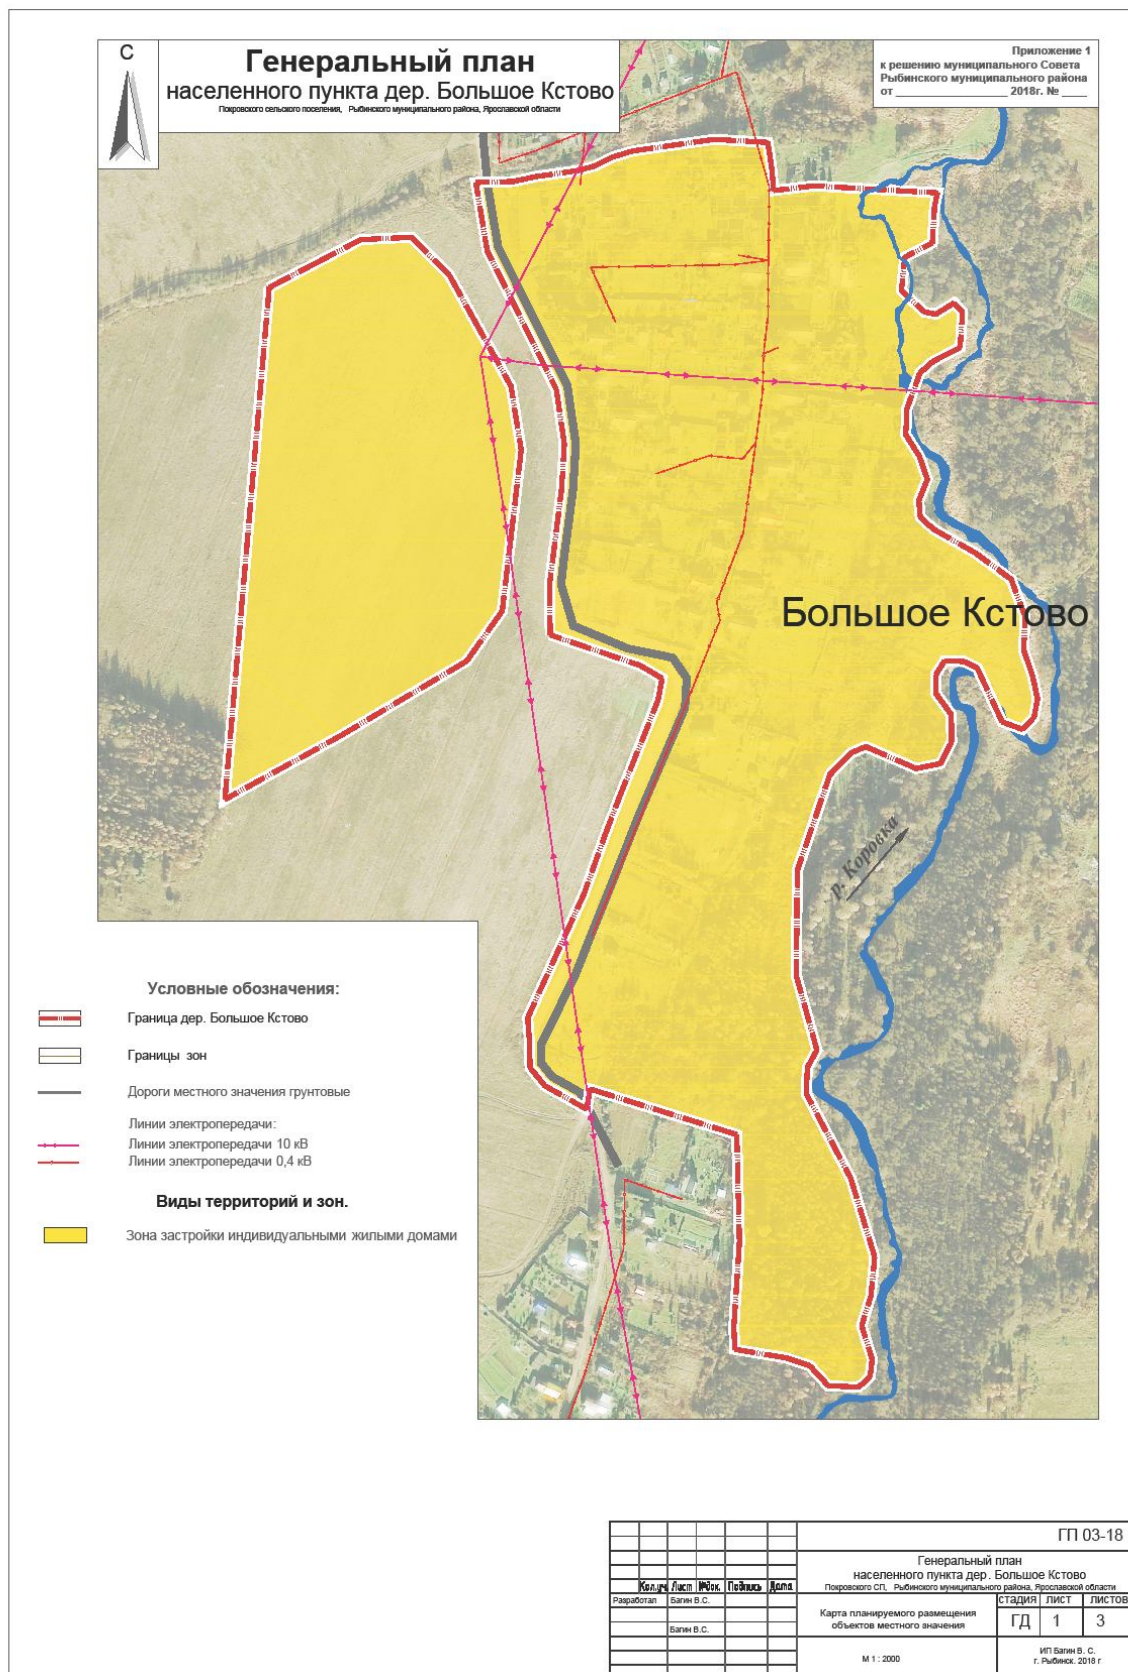 С
Генеральный план
населенного пункта дер. Большое Кстово
Покровского сельского поселения, Рыбинского муниципального района, Ярославской области
Приложение 1
к решению муниципального Совета
Рыбинского муниципального района
от ____________________ 2018г. № ____
Большое Кстово
р. Коровка
Условные обозначения:
Граница дер. Большое Кстово
Границы зон
Дороги местного значения грунтовые
Линии электропередачи:
Линии электропередачи 10 кВ
Линии электропередачи 0,4 кВ
Виды территорий и зон.
Зона застройки индивидуальными жилыми домами
ГП 03-18
Генеральный план
населенного пункта дер. Большое Кстово
Покровского СП, Рыбинского муниципального района, Ярославской области
Кол.уч Лист №док. Подпись Дата
Разработал Багин В.С.
Багин В.С.
Карта планируемого размещения
объектов местного значения
СТАДИЯ ЛИСТ ЛИСТОВ
ГД 1 3
М 1 : 2000
ИП Багин В. С.
г. Рыбинск. 2018 г